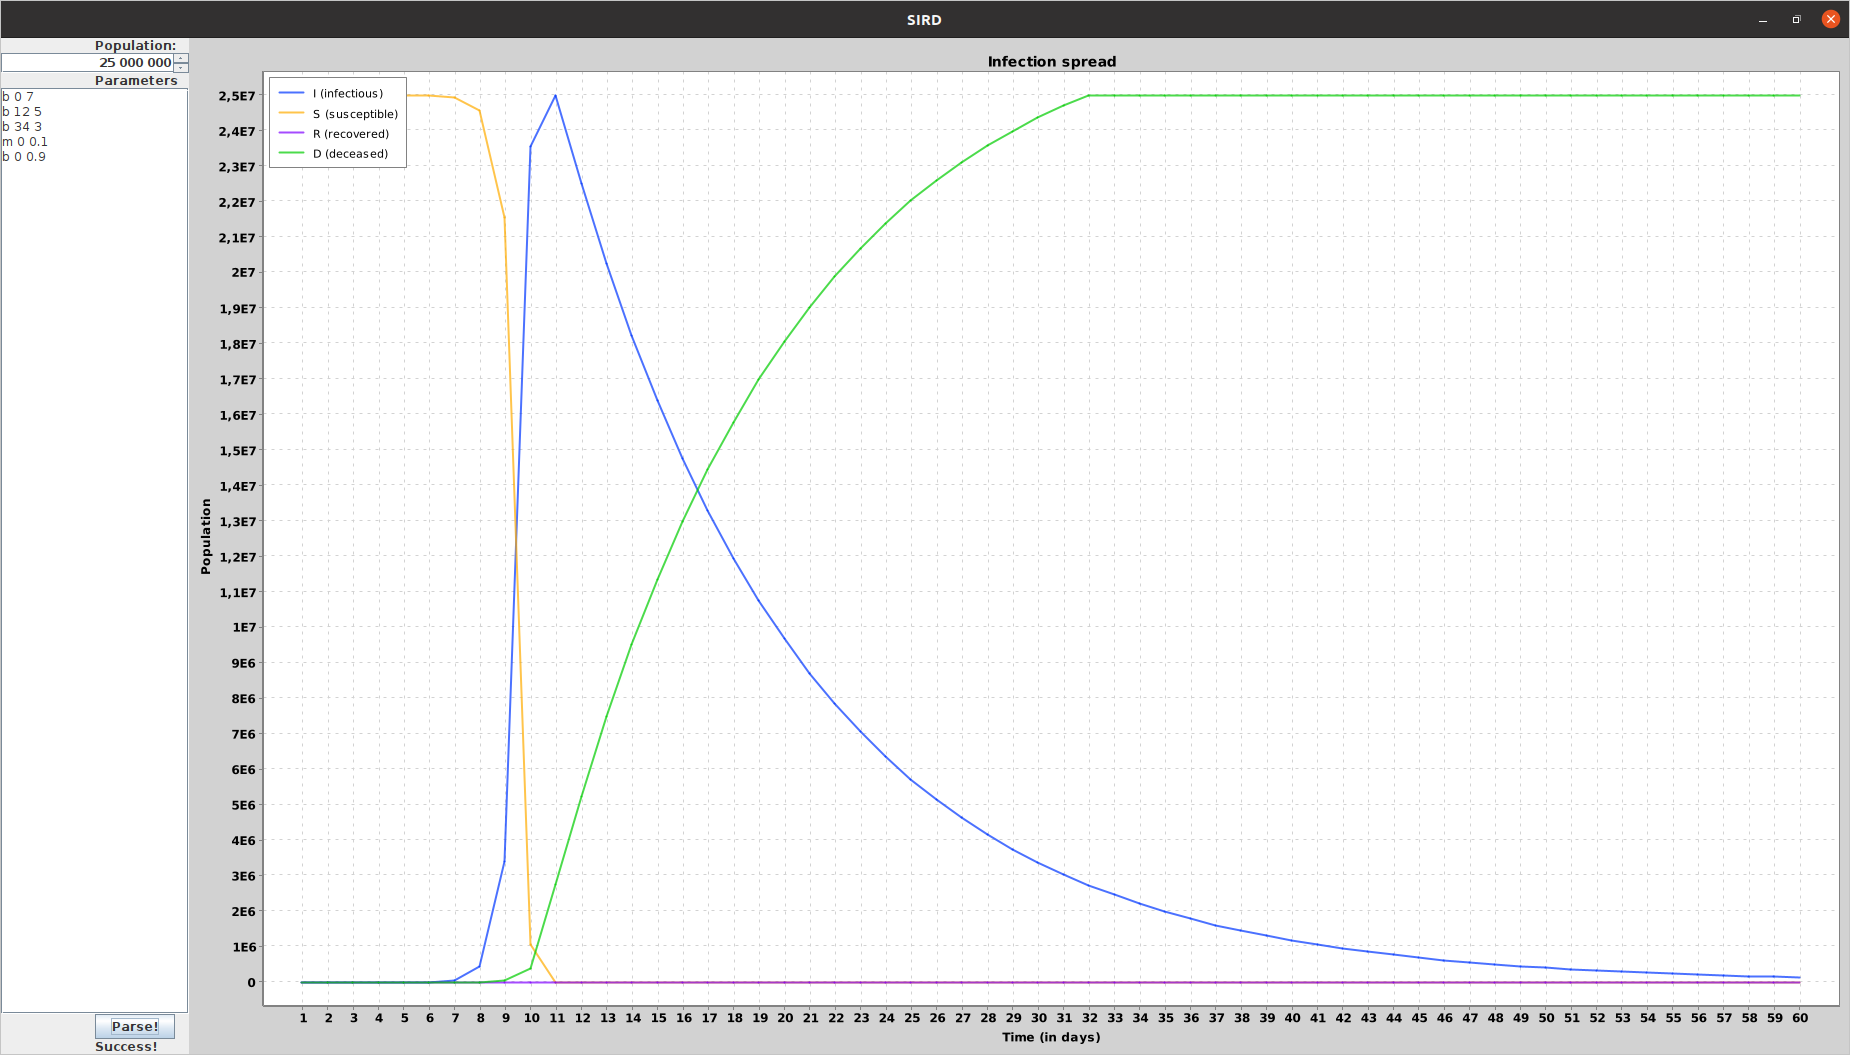 SIRD
Population:
25 000 000
Parameters
b 0 7
b 12 5
b 34 3
m 0 0.1
b 0 0.9
Parse!
Success!
Infection spread
I (infectious)
S (susceptible)
R (recovered)
D (deceased)
Population
2,5E7
2,4E7
2,3E7
2,2E7
2,1E7
2E7
1,9E7
1,8E7
1,7E7
1,6E7
1,5E7
1,4E7
1,3E7
1,2E7
1,1E7
1E7
9E6
8E6
7E6
6E6
5E6
4E6
3E6
2E6
1E6
0
1 2 3 4 5 6 7 8 9 10 11 12 13 14 15 16 17 18 19 20 21 22 23 24 25 26 27 28 29 30 31 32 33 34 35 36 37 38 39 40 41 42 43 44 45 46 47 48 49 50 51 52 53 54 55 56 57 58 59 60
Time (in days)